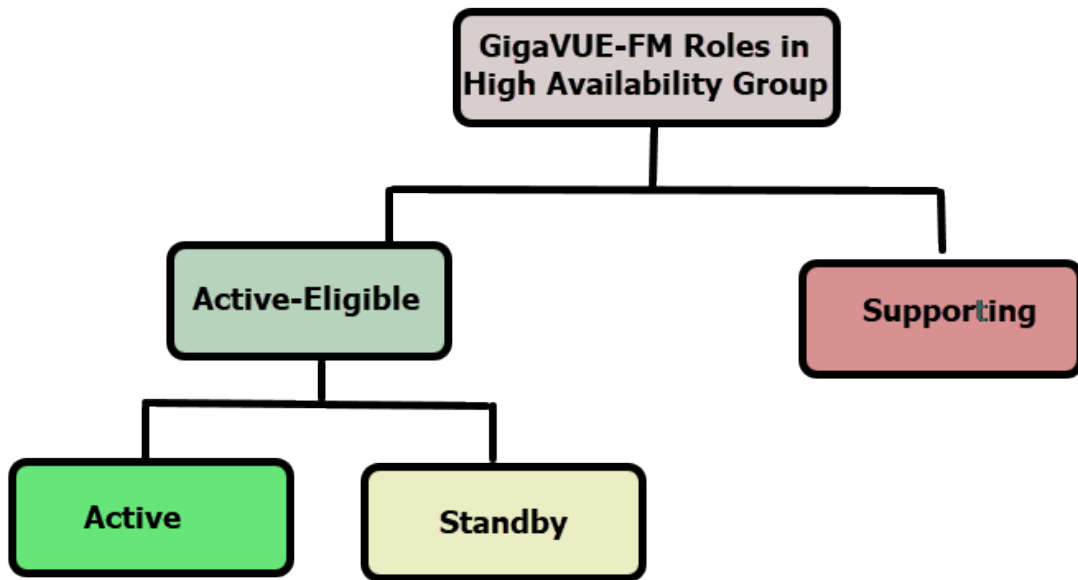 GigaVUE-FM Roles in
High Availability Group
Active-Eligible
Supporting
Active
Standby